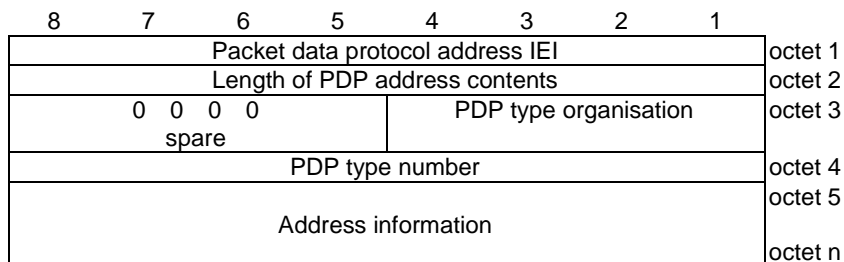 8 7 6 5 4 3 2 1
Packet data protocol address IEI octet 1
Length of PDP address contents octet 2
0 0 0 0 PDP type organisation octet 3
spare
PDP type number octet 4
octet 5
Address information
octet n